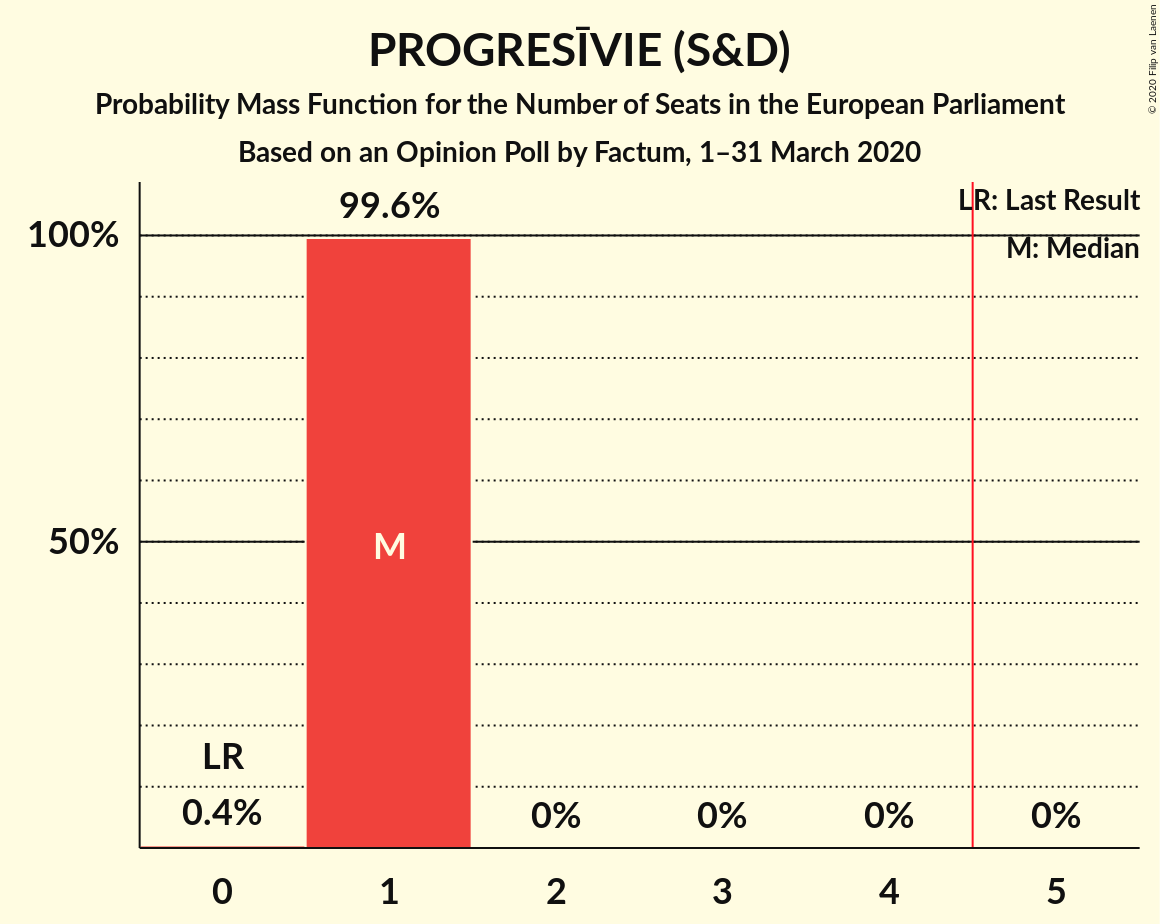 PROGRESĪVIE (S&D)
Probability Mass Function for the Number of Seats in the European Parliament
Based on an Opinion Poll by Factum, 1–31 March 2020
© 2020 Filip van Laenen
LR: Last Result
M: Median
99.6%
100%
50%
M
LR
0.4%
0%
0%
0%
0%
0
1
2
3
4
5